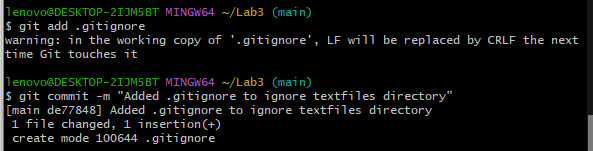 lenovo@DESKTOP-2IJM5BT MINGW64 ~/Lab3 (main)
$ git add .gitignore
warning: in the working copy of '.gitignore', LF will be replaced by CRLF the next
time Git touches it
lenovo@DESKTOP-2IJM5BT MINGW64 ~/Lab3 (main)
$ git commit -m "Added .gitignore to ignore textfiles directory"
[main de77848] Added .gitignore to ignore textfiles directory
 1 file changed, 1 insertion(+)
 create mode 100644 .gitignore